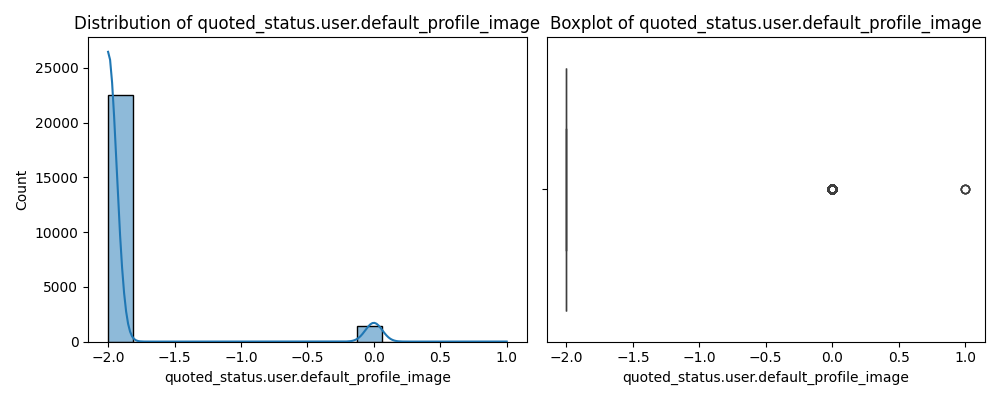 Distribution of quoted_status.user.default_profile_image
Boxplot of quoted_status.user.default_profile_image
25000
20000
15000
10000
5000
0
Count
−2.0 −1.5 −1.0 −0.5 0.0 0.5 1.0
quoted_status.user.default_profile_image
−2.0 −1.5 −1.0 −0.5 0.0 0.5 1.0
quoted_status.user.default_profile_image